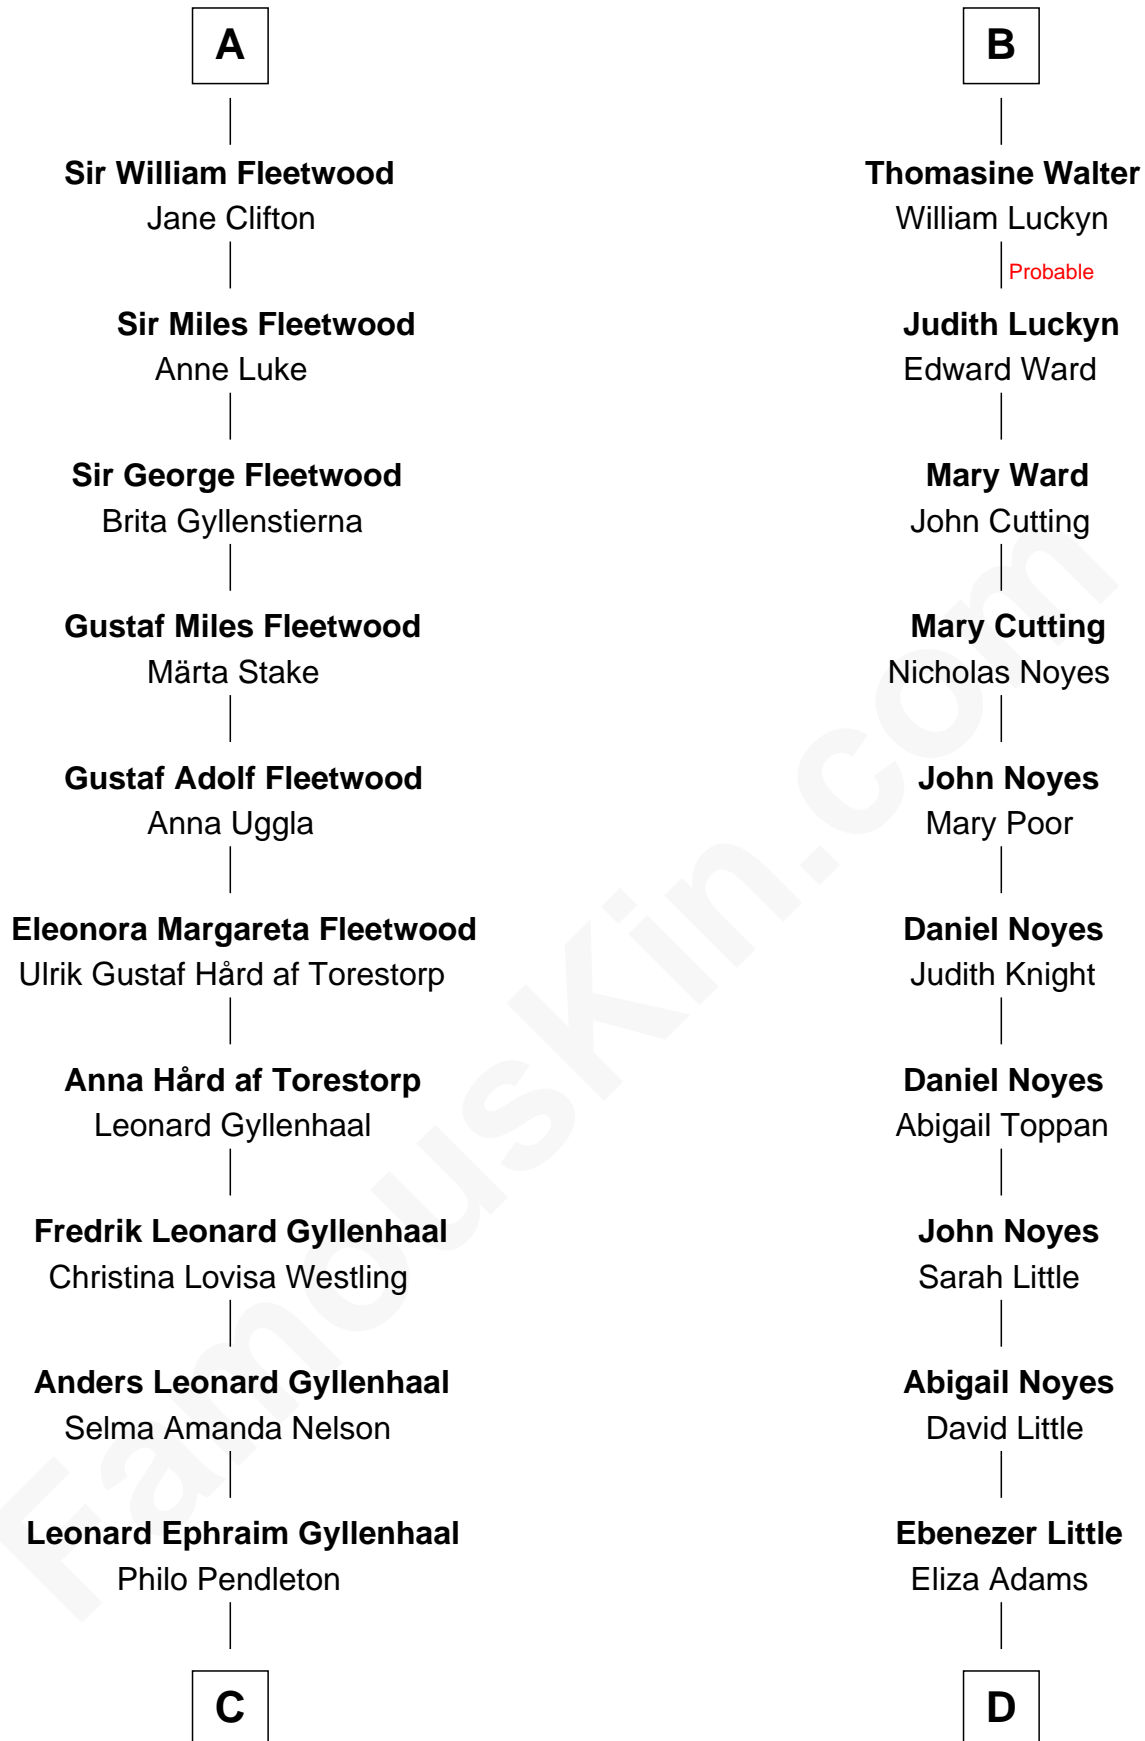 A
Sir William Fleetwood
Jane Clifton
Sir Miles Fleetwood
Anne Luke
Sir George Fleetwood
Brita Gyllenstierna
Gustaf Miles Fleetwood
Märta Stake
Gustaf Adolf Fleetwood
Anna Uggla
Eleonora Margareta Fleetwood
Ulrik Gustaf Hård af Torestorp
Anna Hård af Torestorp
Leonard Gyllenhaal
Fredrik Leonard Gyllenhaal
Christina Lovisa Westling
Anders Leonard Gyllenhaal
Selma Amanda Nelson
Leonard Ephraim Gyllenhaal
Philo Pendleton
C
B
Thomasine Walter
William Luckyn
Probable
Judith Luckyn
Edward Ward
Mary Ward
John Cutting
Mary Cutting
Nicholas Noyes
John Noyes
Mary Poor
Daniel Noyes
Judith Knight
Daniel Noyes
Abigail Toppan
John Noyes
Sarah Little
Abigail Noyes
David Little
Ebenezer Little
Eliza Adams
D
FamousKin.com